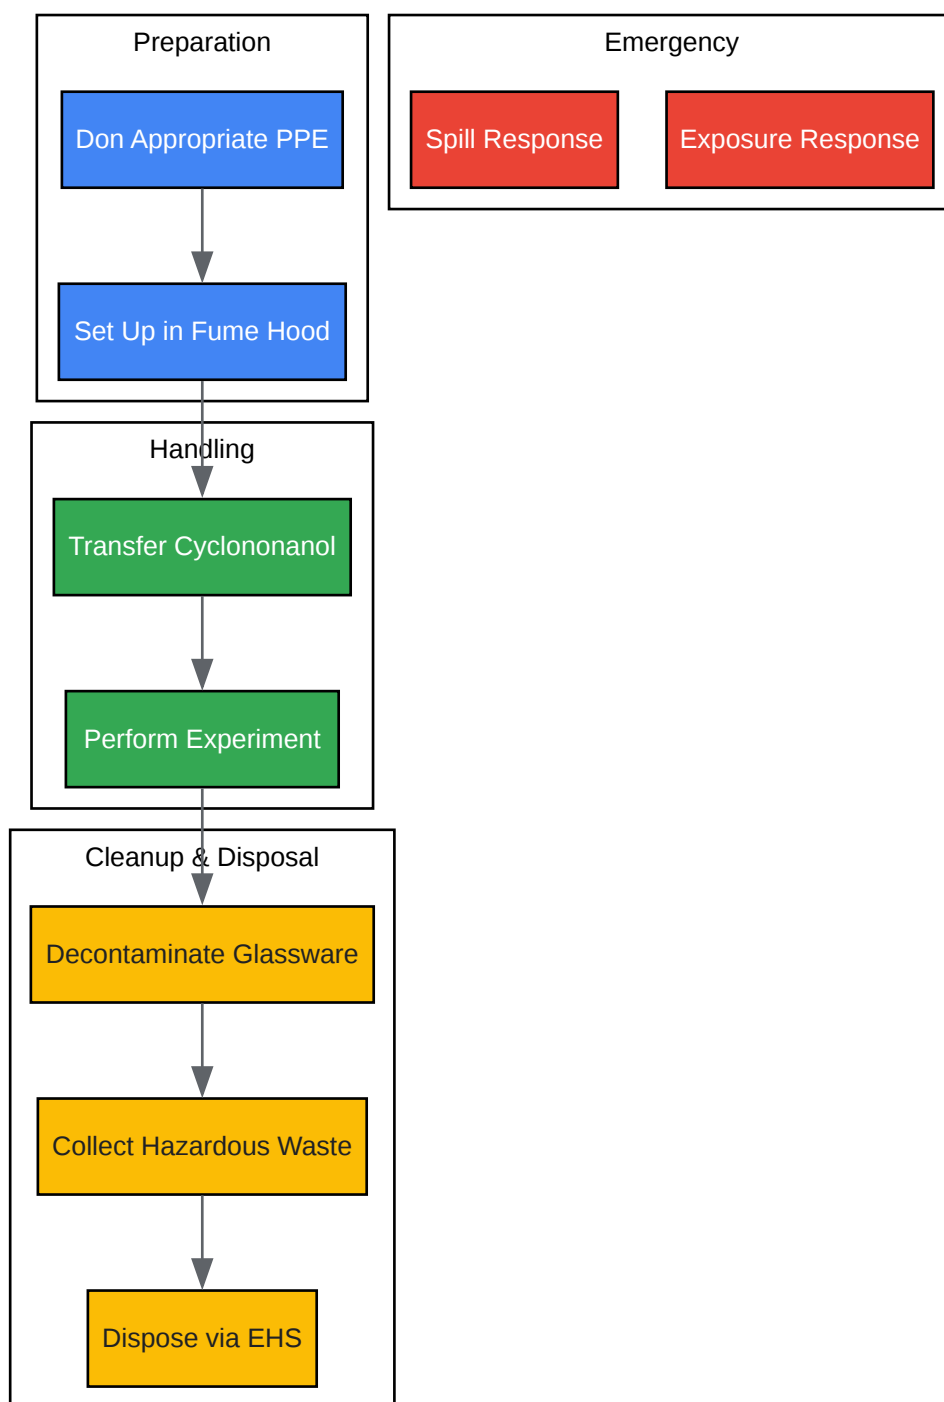 Preparation
Don Appropriate PPE
Set Up in Fume Hood
Handling
Transfer Cyclononanol
Perform Experiment
Cleanup & Disposal
Decontaminate Glassware
Collect Hazardous Waste
Dispose via EHS
Emergency
Spill Response
Exposure Response